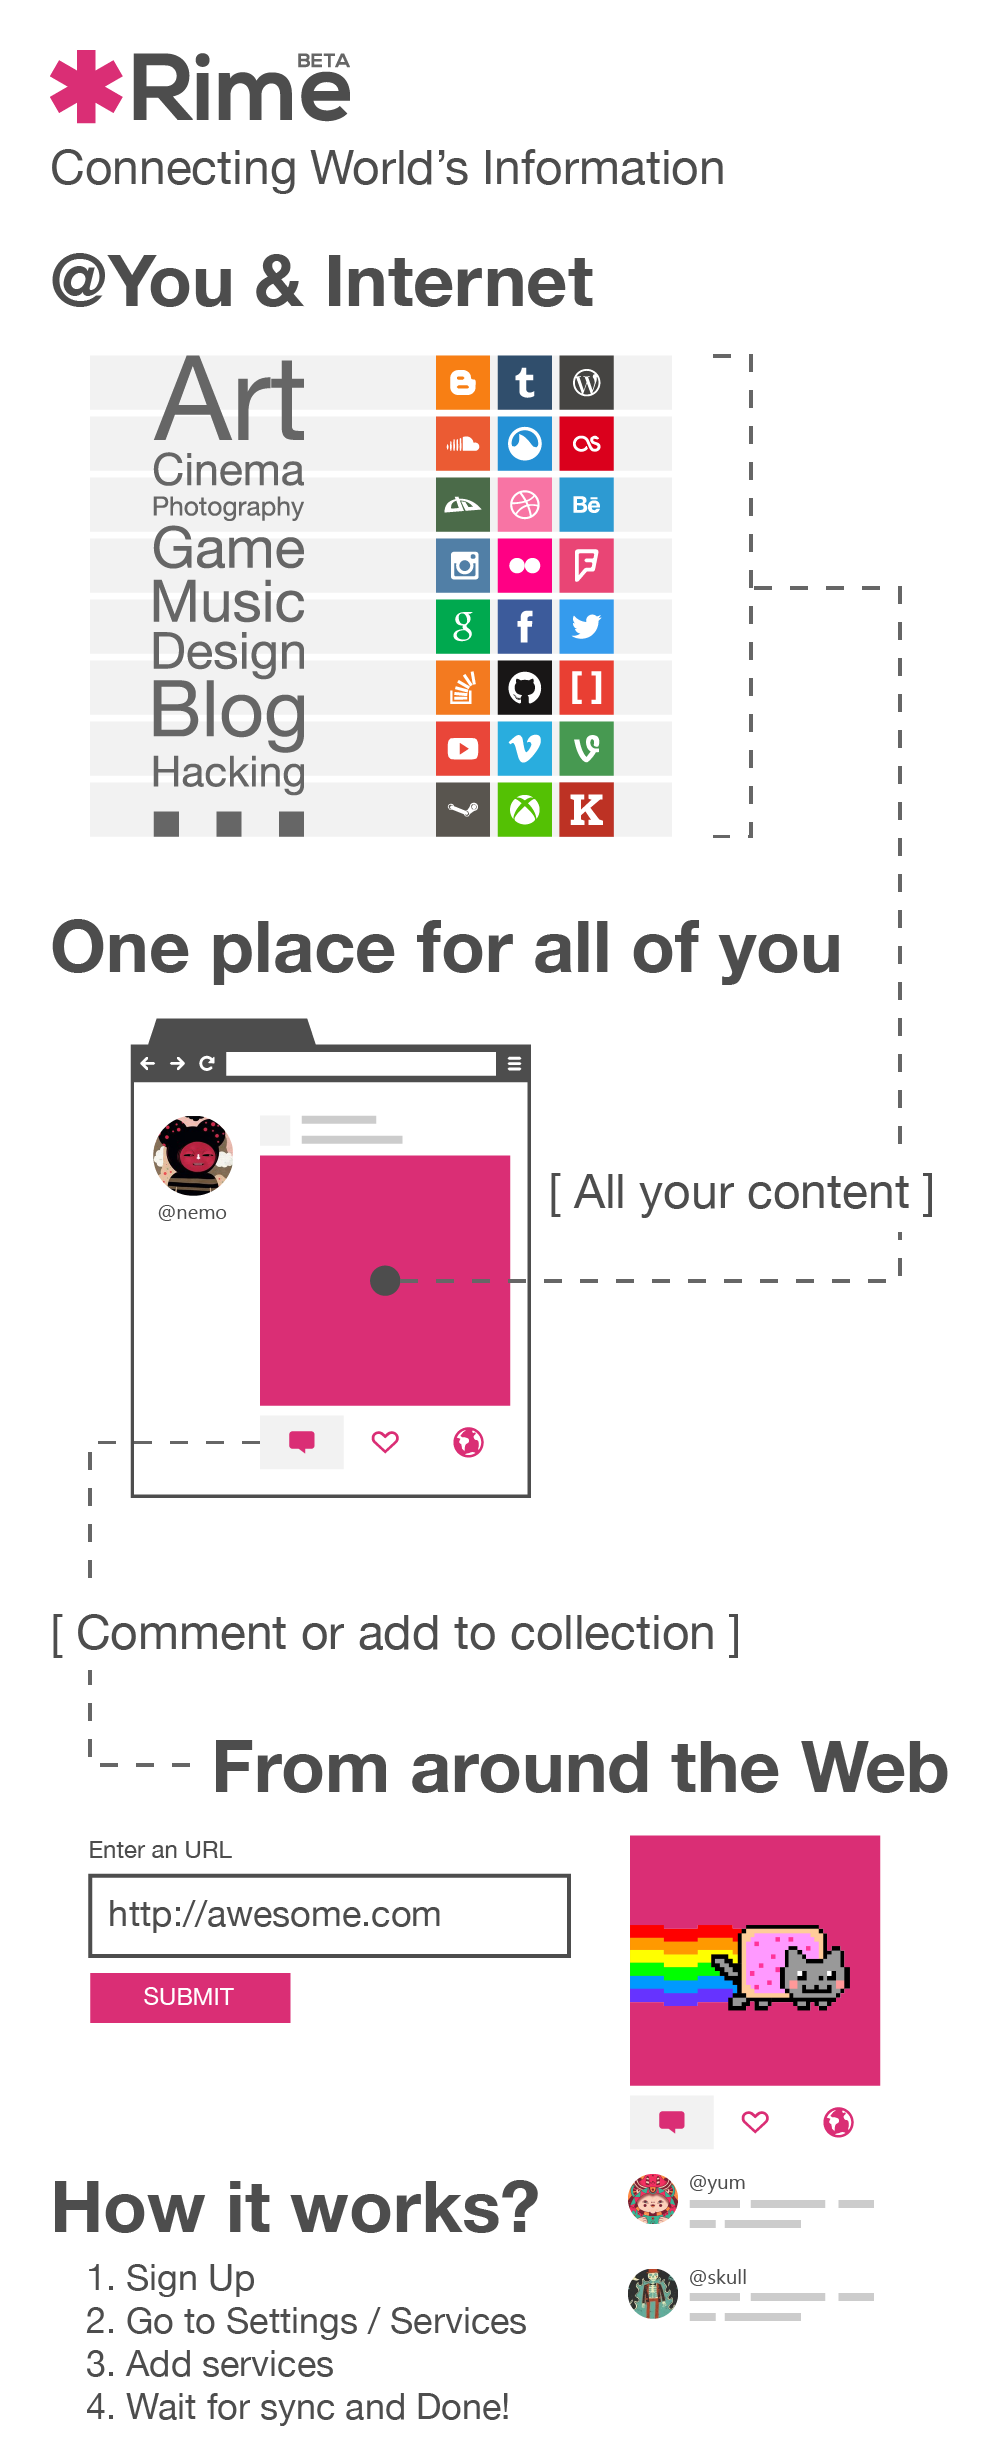 *Rime BETA
Connecting World's Information
@You & Internet
Art
Cinema
Photography
Game
Music
Design
Blog
Hacking
t
Bē
g
f
[ ]
K
One place for all of you
@nemo
[ All your content ]
[ Comment or add to collection ]
From around the Web
Enter an URL
http://awesome.com
SUBMIT
@yum
@skull
How it works?
1. Sign Up
2. Go to Settings / Services
3. Add services
4. Wait for sync and Done!